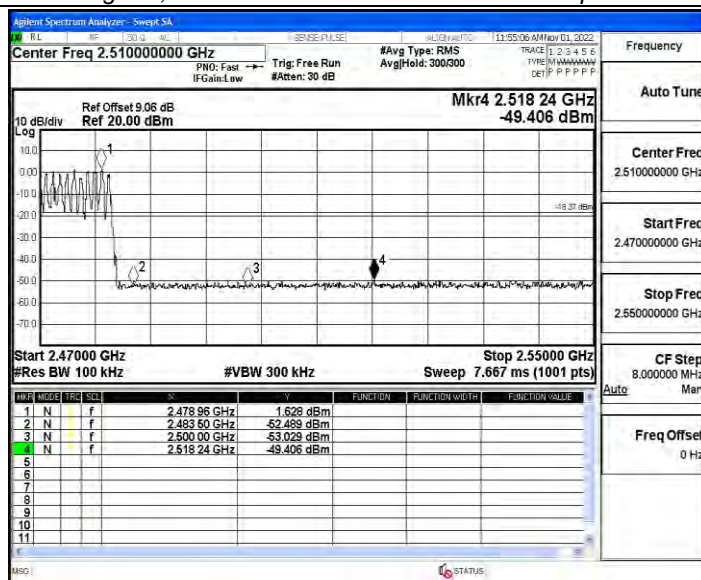 Agilent Spectrum Analyzer - Swept SA
RL RF 50 Ω AC SENSE:PULSE ALIGNAUTO 11:55:06 AM Nov 01, 2022
Center Freq 2.510000000 GHz #Avg Type: RMS TRACE 1 2 3 4 5 6 Frequency
PNO: Fast Trig: Free Run Avg|Hold: 300/300 TYPE MWWWWW
IFGain:Low #Atten: 30 dB DET P P P P P
Auto Tune
Mkr4 2.518 24 GHz
Ref Offset 9.06 dB
10 dB/div Ref 20.00 dBm -49.406 dBm
Log
10.0
1
0.00
-10.0
-18.37 dBm
-20.0
-30.0
-40.0
2 3 4
-50.0
-60.0
-70.0
Center Freq
2.510000000 GHz
Start Freq
2.470000000 GHz
Stop Freq
2.550000000 GHz
Start 2.47000 GHz Stop 2.55000 GHz
#Res BW 100 kHz #VBW 300 kHz Sweep 7.667 ms (1001 pts)
CF Step
8.000000 MHz
Auto Man
MKR MODE TRC SCL X Y FUNCTION FUNCTION WIDTH FUNCTION VALUE
1 N f 2.478 96 GHz 1.628 dBm
2 N f 2.483 50 GHz -52.489 dBm
3 N f 2.500 00 GHz -53.029 dBm
4 N f 2.518 24 GHz -49.406 dBm
5
6
7
8
9
10
11
Freq Offset
0 Hz
MSG STATUS